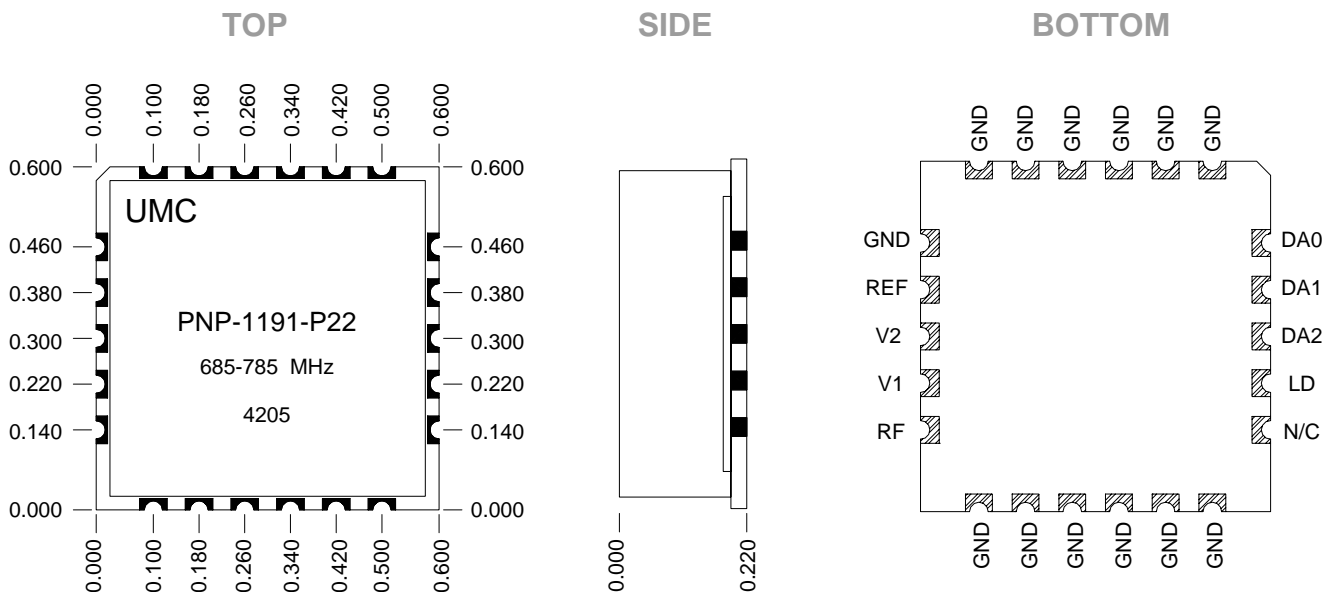 TOP
SIDE
BOTTOM
0.000
0.100
0.180
0.260
0.340
0.420
0.500
0.600
0.600
0.460
0.380
0.300
0.220
0.140
0.000
UMC
PNP-1191-P22
685-785 MHz
4205
0.600
0.460
0.380
0.300
0.220
0.140
0.000
0.000
0.100
0.180
0.260
0.340
0.420
0.500
0.600
0.000
0.220
GND
GND
GND
GND
GND
GND
GND
REF
V2
V1
RF
DA0
DA1
DA2
LD
N/C
GND
GND
GND
GND
GND
GND